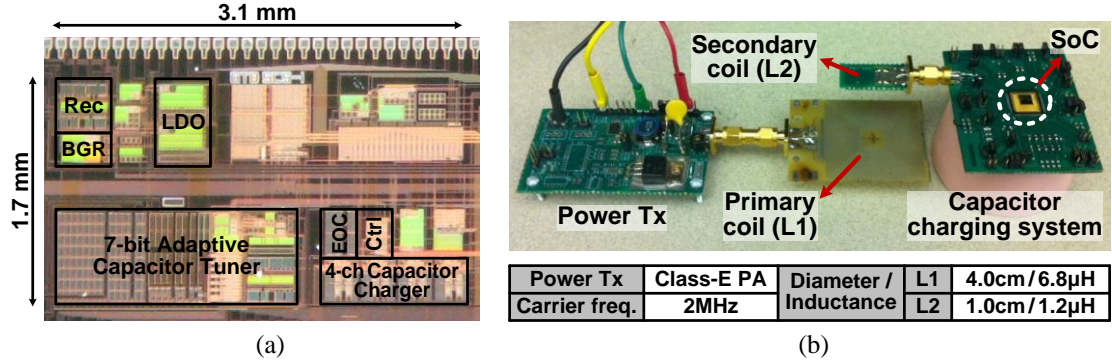 3.1 mm
1.7 mm
Rec
BGR
LDO
7-bit Adaptive
Capacitor Tuner
EOC
Ctrl
4-ch Capacitor
Charger
(a)
Secondary
coil (L2)
SoC
Power Tx
Primary
coil (L1)
Capacitor
charging system
Power Tx Class-E PA Diameter / Inductance L1 4.0cm / 6.8µH
Carrier freq. 2MHz L2 1.0cm / 1.2µH
(b)